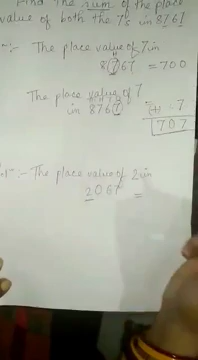 Find the sum of the place
value of both the 7's in 8767
:- The place value of 7 in
8767 = 700
The place value of 7
in 8767 = 7
707
:- The place value of 2 in
2067 =